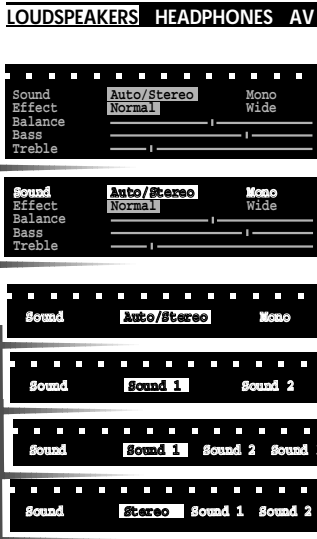 LOUDSPEAKERS HEADPHONES AV
Sound Auto/Stereo Mono
Effect Normal Wide
Balance
Bass
Treble
Sound Auto/Stereo Mono
Effect Normal Wide
Balance
Bass
Treble
Sound Auto/Stereo Mono
Sound Sound 1 Sound 2
Sound Sound 1 Sound 2 Sound
Sound Stereo Sound 1 Sound 2